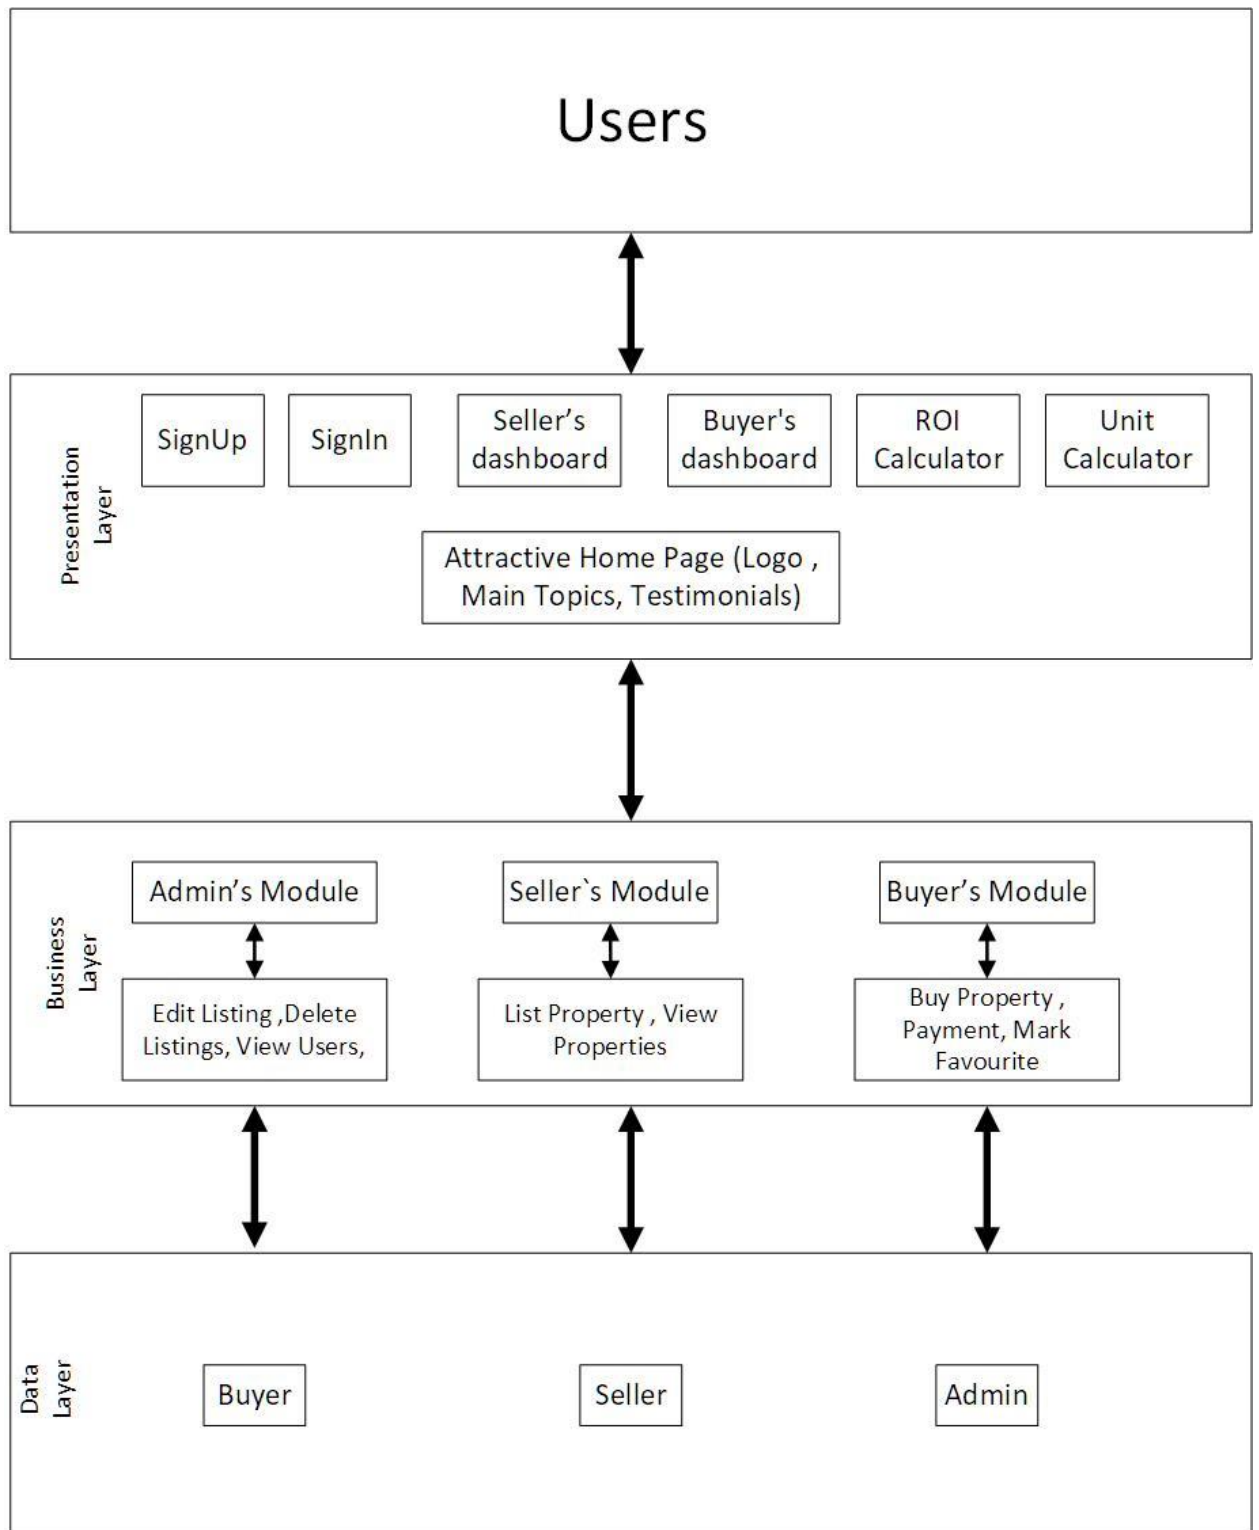 Users
SignUp
SignIn
Seller’s
dashboard
Buyer's
dashboard
ROI
Calculator
Unit
Calculator
Presentation
Layer
Attractive Home Page (Logo ,
Main Topics, Testimonials)
Admin’s Module
Seller`s Module
Buyer’s Module
Business
Layer
Edit Listing ,Delete
Listings, View Users,
List Property , View
Properties
Buy Property ,
Payment, Mark
Favourite
Data
Layer
Buyer
Seller
Admin